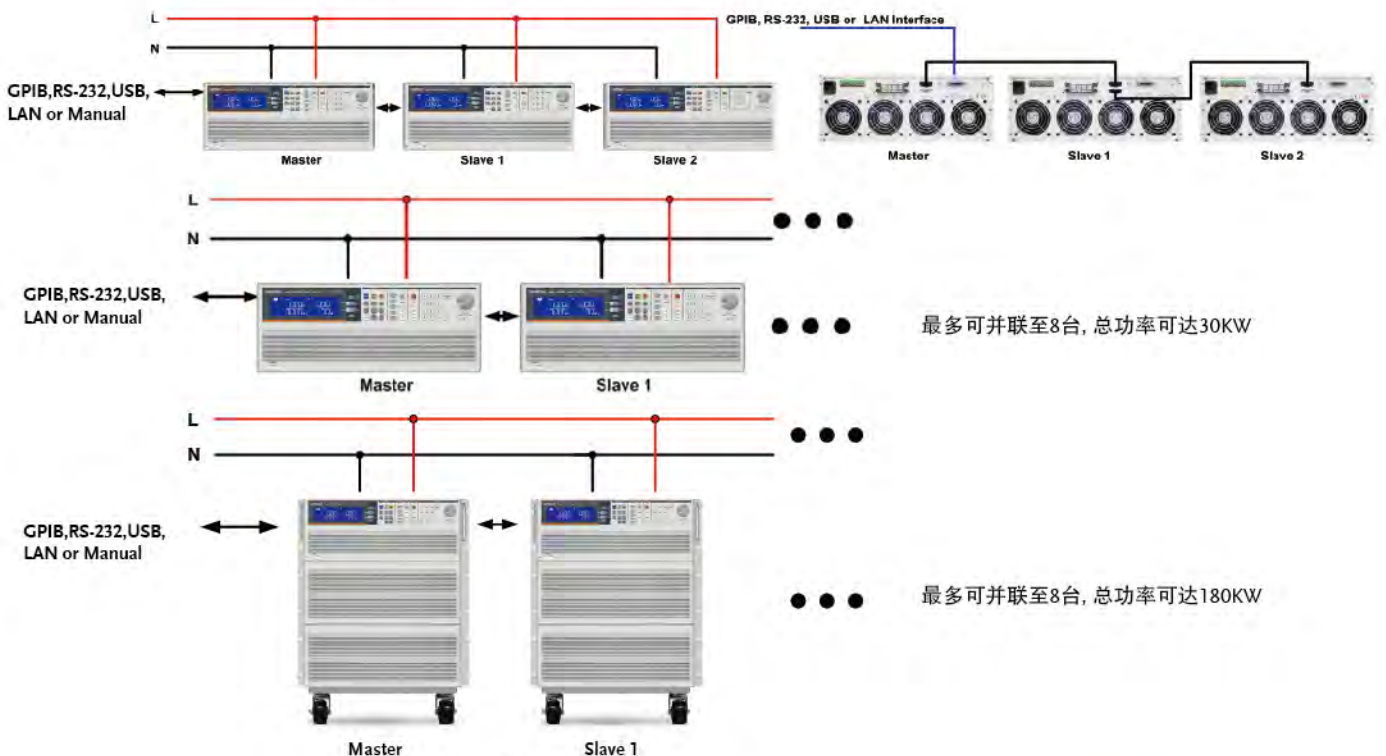 L
N
GPIB,RS-232,USB,
LAN or Manual
Master
Slave 1
Slave 2
GPIB, RS-232, USB or LAN Interface
Master
Slave 1
Slave 2
L
N
GPIB,RS-232,USB,
LAN or Manual
Master
Slave 1
最多可并联至8台, 总功率可达30KW
L
N
GPIB,RS-232,USB,
LAN or Manual
Master
Slave 1
最多可并联至8台, 总功率可达180KW